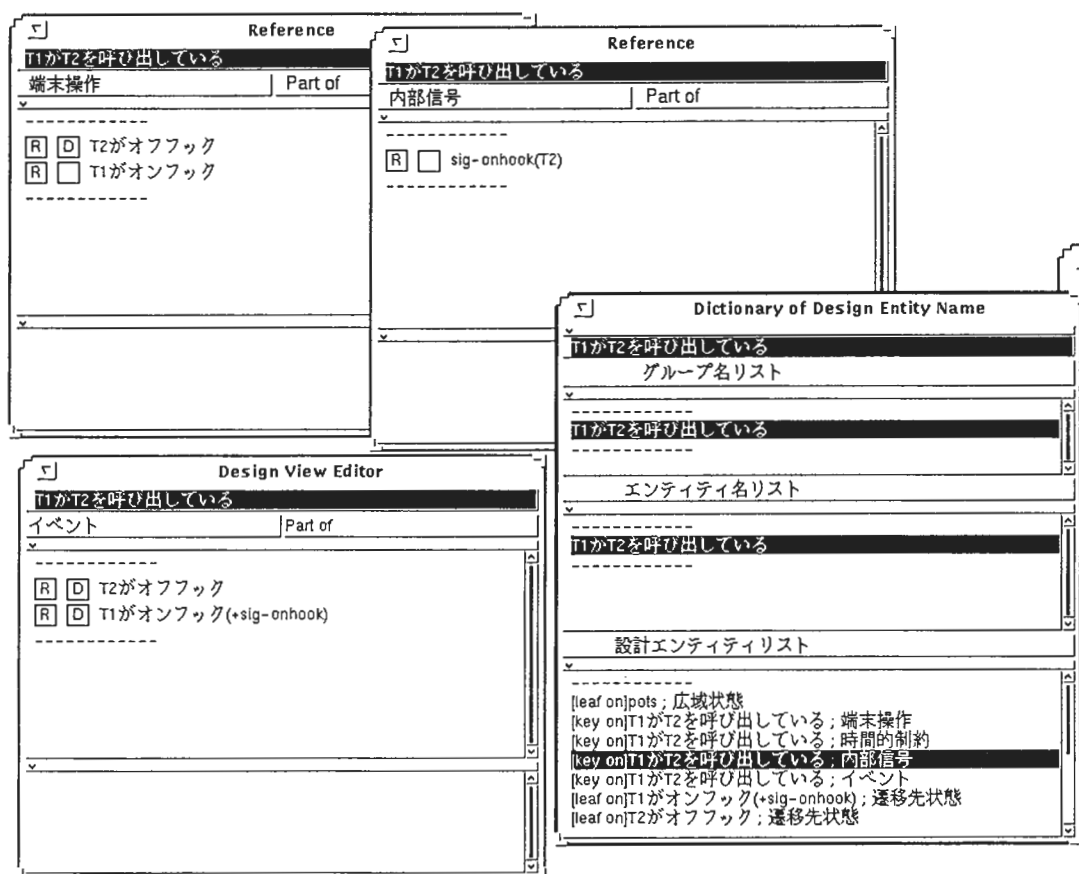 Reference
T1がT2を呼び出している
端末操作 Part of
-------------
R D T2がオフフック
R T1がオンフック
-------------
Reference
T1がT2を呼び出している
内部信号 Part of
-------------
R sig-onhook(T2)
-------------
Dictionary of Design Entity Name
T1がT2を呼び出している
グループ名リスト
-------------
T1がT2を呼び出している
-------------
エンティティ名リスト
-------------
T1がT2を呼び出している
-------------
設計エンティティリスト
-------------
[leaf on]pots ; 広域状態
[key on]T1がT2を呼び出している ; 端末操作
[key on]T1がT2を呼び出している ; 時間的制約
[key on]T1がT2を呼び出している ; 内部信号
[key on]T1がT2を呼び出している ; イベント
[leaf on]T1がオンフック(+sig-onhook) ; 遷移先状態
[leaf on]T2がオフフック ; 遷移先状態
Design View Editor
T1がT2を呼び出している
イベント Part of
-------------
R D T2がオフフック
R D T1がオンフック(+sig-onhook)
-------------